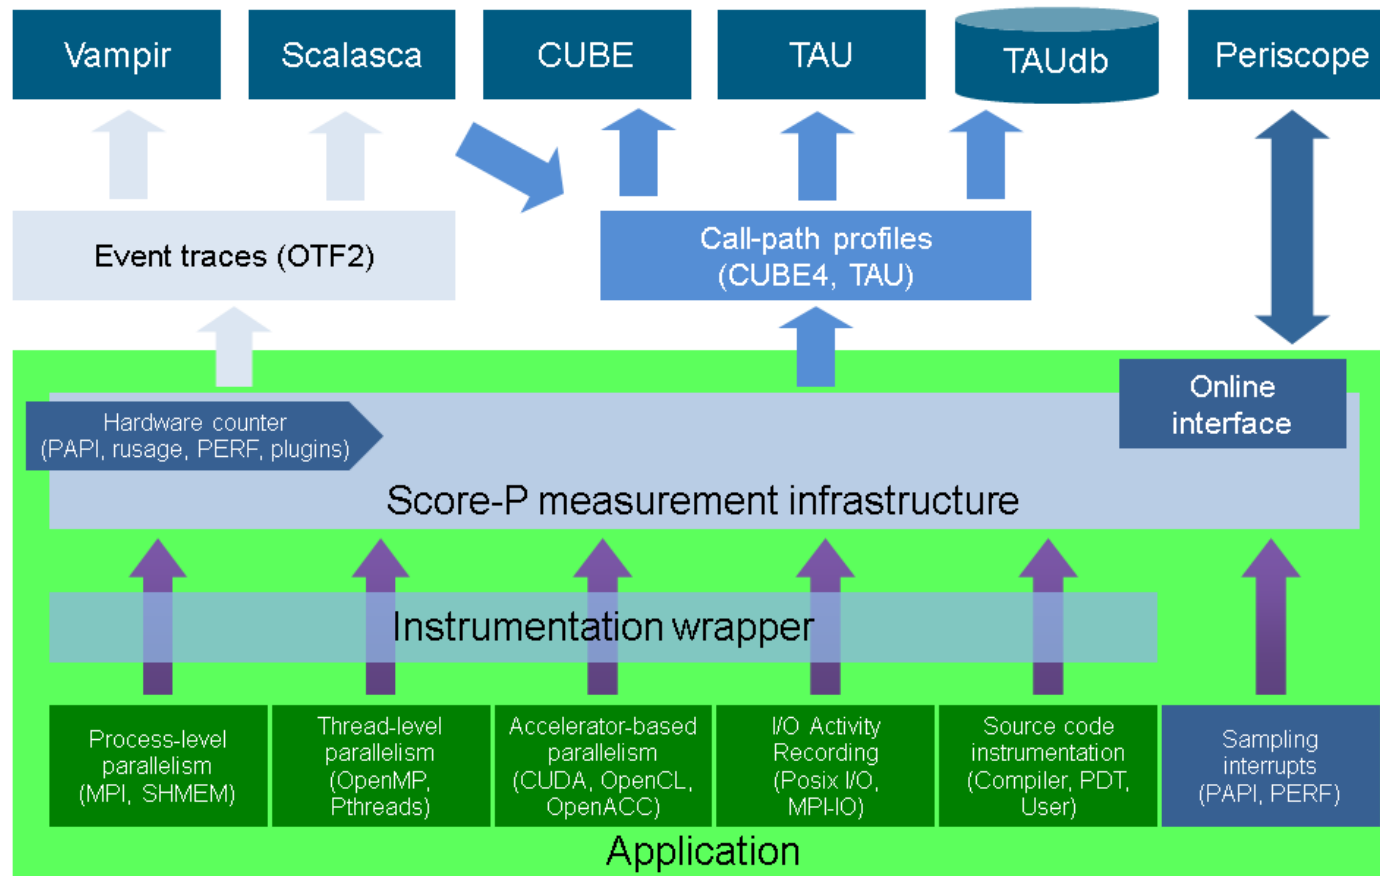 Vampir
Scalasca
CUBE
TAU
TAUdb
Periscope
Event traces (OTF2)
Call-path profiles
(CUBE4, TAU)
Online
interface
Hardware counter
(PAPI, rusage, PERF, plugins)
Score-P measurement infrastructure
Instrumentation wrapper
Process-level
parallelism
(MPI, SHMEM)
Thread-level
parallelism
(OpenMP,
Pthreads)
Accelerator-based
parallelism
(CUDA, OpenCL,
OpenACC)
I/O Activity
Recording
(Posix I/O,
MPI-IO)
Source code
instrumentation
(Compiler, PDT,
User)
Sampling
interrupts
(PAPI, PERF)
Application